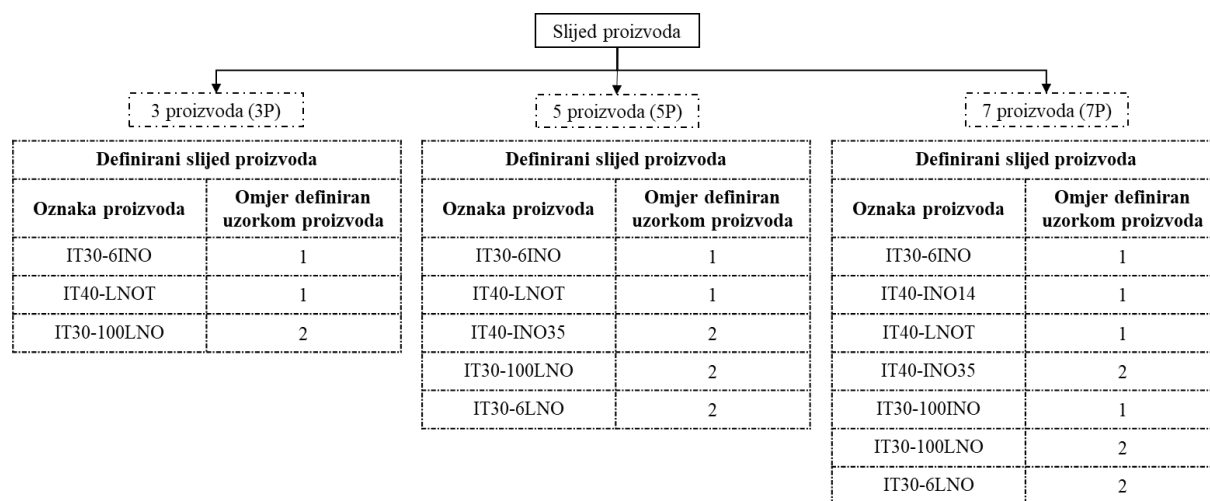 Slijed proizvoda
3 proizvoda (3P)
Definirani slijed proizvoda
Oznaka proizvoda
Omjer definiran
uzorkom proizvoda
IT30-6INO
1
IT40-LNOT
1
IT30-100LNO
2
5 proizvoda (5P)
Definirani slijed proizvoda
Oznaka proizvoda
Omjer definiran
uzorkom proizvoda
IT30-6INO
1
IT40-LNOT
1
IT40-INO35
2
IT30-100LNO
2
IT30-6LNO
2
7 proizvoda (7P)
Definirani slijed proizvoda
Oznaka proizvoda
Omjer definiran
uzorkom proizvoda
IT30-6INO
1
IT40-INO14
1
IT40-LNOT
1
IT40-INO35
2
IT30-100INO
1
IT30-100LNO
2
IT30-6LNO
2